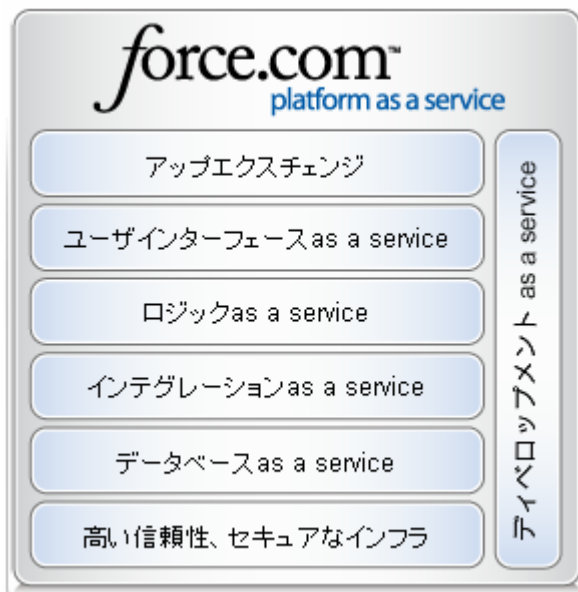 force.com™
platform as a service
アップエクスチェンジ
ユーザインターフェースas a service
ロジックas a service
インテグレーションas a service
データベースas a service
高い信頼性、セキュアなインフラ
ディベロップメント as a service